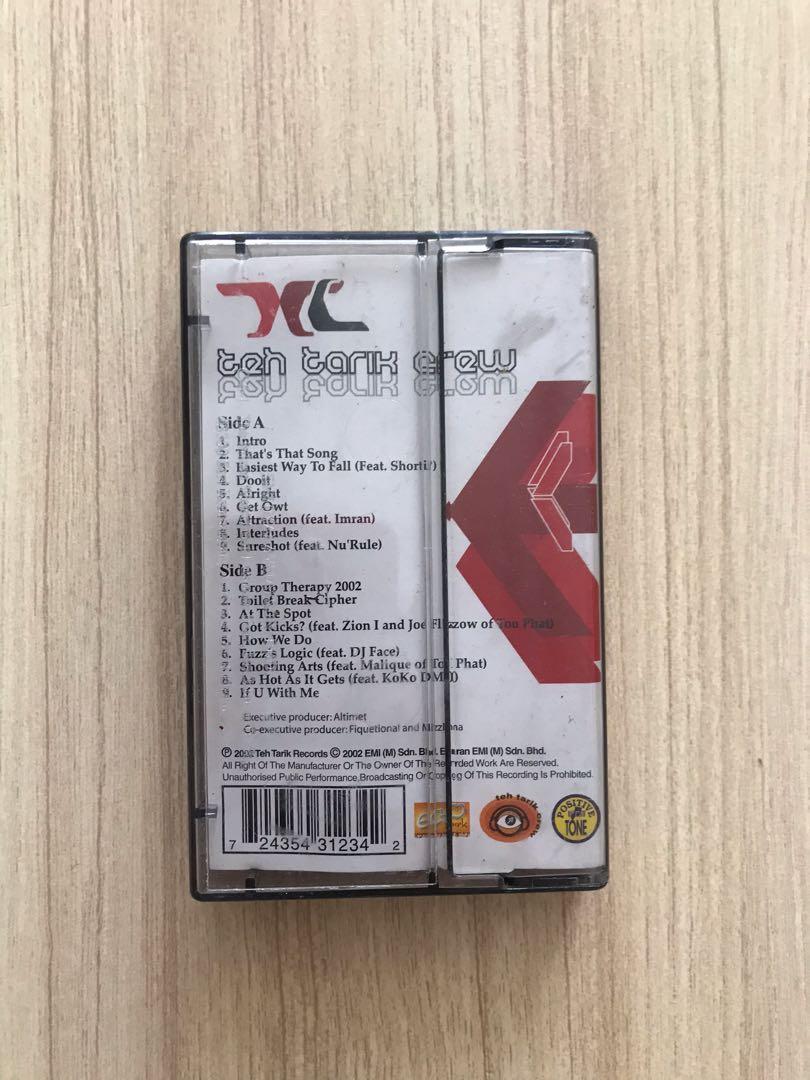 teh tarik crew
Side A
1. Intro
2. That's That Song
3. Easiest Way To Fall (Feat. Shorti!)
4. Dooit
5. Alright
6. Get Owt
7. Attraction (feat. Imran)
8. Interludes
9. Sureshot (feat. Nu'Rule)
Side B
1. Group Therapy 2002
2. Toilet Break Cipher
3. At The Spot
4. Got Kicks? (feat. Zion I and Joe Flizzow of Too Phat)
5. How We Do
6. Fuzz's Logic (feat. DJ Face)
7. Shooting Arts (feat. Malique of Too Phat)
8. As Hot As It Gets (feat. KoKo DMJ)
9. If U With Me
Executive producer: Altimet
Co-executive producer: Fiquetional and Mizzinna
℗ 2002 Teh Tarik Records © 2002 EMI (M) Sdn. Bhd. Edaran EMI (M) Sdn. Bhd.
All Right Of The Manufacturer Or The Owner Of The Recorded Work Are Reserved.
Unauthorised Public Performance, Broadcasting Or Copying Of This Recording Is Prohibited.
7 24354 31234 2
teh tarik crew
POSITIVE TONE